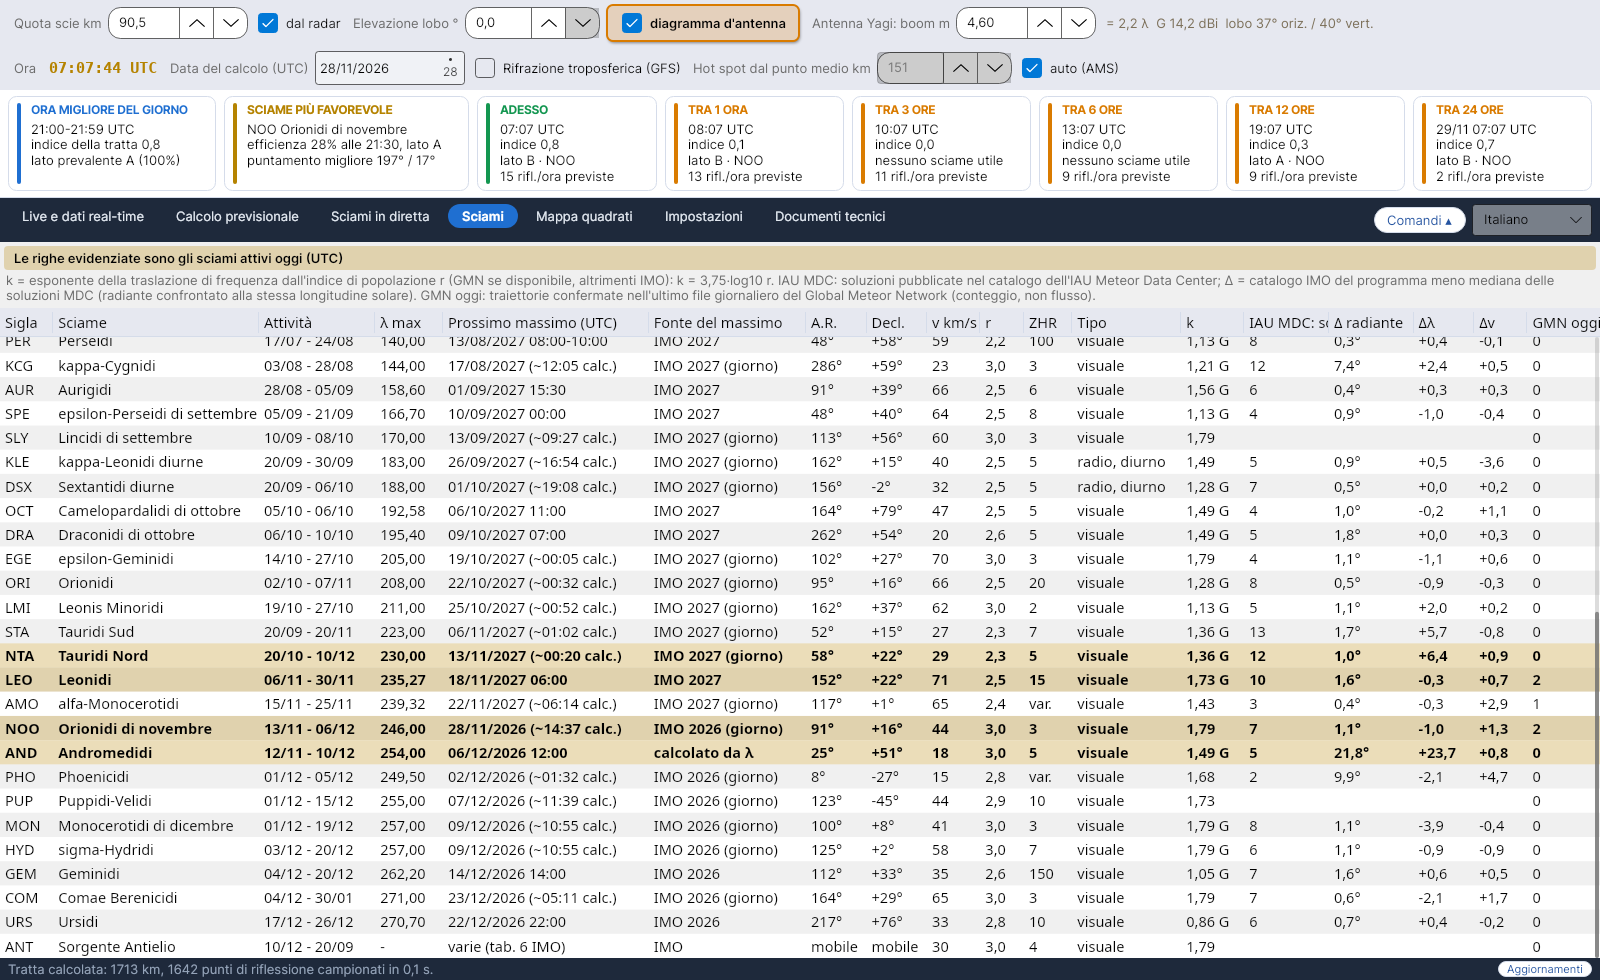 Quota scie km 90,5 dal radar Elevazione lobo ° 0,0 diagramma d'antenna Antenna Yagi: boom m 4,60 = 2,2 λ G 14,2 dBi lobo 37° oriz. / 40° vert.
Ora 07:07:44 UTC Data del calcolo (UTC) 28/11/2026 28 Rifrazione troposferica (GFS) Hot spot dal punto medio km 151 auto (AMS)
ORA MIGLIORE DEL GIORNO
21:00-21:59 UTC
indice della tratta 0,8
lato prevalente A (100%)
SCIAME PIÙ FAVOREVOLE
NOO Orionidi di novembre
efficienza 28% alle 21:30, lato A
puntamento migliore 197° / 17°
ADESSO
07:07 UTC
indice 0,8
lato B · NOO
15 rifl./ora previste
TRA 1 ORA
08:07 UTC
indice 0,1
lato B · NOO
13 rifl./ora previste
TRA 3 ORE
10:07 UTC
indice 0,0
nessuno sciame utile
11 rifl./ora previste
TRA 6 ORE
13:07 UTC
indice 0,0
nessuno sciame utile
9 rifl./ora previste
TRA 12 ORE
19:07 UTC
indice 0,3
lato A · NOO
9 rifl./ora previste
TRA 24 ORE
29/11 07:07 UTC
indice 0,7
lato B · NOO
2 rifl./ora previste
Live e dati real-time Calcolo previsionale Sciami in diretta Sciami Mappa quadrati Impostazioni Documenti tecnici Comandi ▴ Italiano
Le righe evidenziate sono gli sciami attivi oggi (UTC)
k = esponente della traslazione di frequenza dall'indice di popolazione r (GMN se disponibile, altrimenti IMO): k = 3,75·log10 r. IAU MDC: soluzioni pubblicate nel catalogo dell'IAU Meteor Data Center; Δ = catalogo IMO del programma meno mediana delle
soluzioni MDC (radiante confrontato alla stessa longitudine solare). GMN oggi: traiettorie confermate nell'ultimo file giornaliero del Global Meteor Network (conteggio, non flusso).
Sigla Sciame Attività λ max Prossimo massimo (UTC) Fonte del massimo A.R. Decl. v km/s r ZHR Tipo k IAU MDC: so Δ radiante Δλ Δv GMN oggi
PER Perseidi 17/07 - 24/08 140,00 13/08/2027 08:00-10:00 IMO 2027 48° +58° 59 2,2 100 visuale 1,13 G 8 0,3° +0,4 -0,1 0
KCG kappa-Cygnidi 03/08 - 28/08 144,00 17/08/2027 (~12:05 calc.) IMO 2027 (giorno) 286° +59° 23 3,0 3 visuale 1,21 G 12 7,4° +2,4 +0,5 0
AUR Aurigidi 28/08 - 05/09 158,60 01/09/2027 15:30 IMO 2027 91° +39° 66 2,5 6 visuale 1,56 G 6 0,4° +0,3 +0,3 0
SPE epsilon-Perseidi di settembre 05/09 - 21/09 166,70 10/09/2027 00:00 IMO 2027 48° +40° 64 2,5 8 visuale 1,13 G 4 0,9° -1,0 -0,4 0
SLY Lincidi di settembre 10/09 - 08/10 170,00 13/09/2027 (~09:27 calc.) IMO 2027 (giorno) 113° +56° 60 3,0 3 visuale 1,79 0
KLE kappa-Leonidi diurne 20/09 - 30/09 183,00 26/09/2027 (~16:54 calc.) IMO 2027 (giorno) 162° +15° 40 2,5 5 radio, diurno 1,49 5 0,9° +0,5 -3,6 0
DSX Sextantidi diurne 20/09 - 06/10 188,00 01/10/2027 (~19:08 calc.) IMO 2027 (giorno) 156° -2° 32 2,5 5 radio, diurno 1,28 G 7 0,5° +0,0 +0,2 0
OCT Camelopardalidi di ottobre 05/10 - 06/10 192,58 06/10/2027 11:00 IMO 2027 164° +79° 47 2,5 5 visuale 1,49 G 4 1,0° -0,2 +1,1 0
DRA Draconidi di ottobre 06/10 - 10/10 195,40 09/10/2027 07:00 IMO 2027 262° +54° 20 2,6 5 visuale 1,49 G 5 1,8° +0,0 +0,3 0
EGE epsilon-Geminidi 14/10 - 27/10 205,00 19/10/2027 (~00:05 calc.) IMO 2027 (giorno) 102° +27° 70 3,0 3 visuale 1,79 4 1,1° -1,1 +0,6 0
ORI Orionidi 02/10 - 07/11 208,00 22/10/2027 (~00:32 calc.) IMO 2027 (giorno) 95° +16° 66 2,5 20 visuale 1,28 G 8 0,5° -0,9 -0,3 0
LMI Leonis Minoridi 19/10 - 27/10 211,00 25/10/2027 (~00:52 calc.) IMO 2027 (giorno) 162° +37° 62 3,0 2 visuale 1,13 G 5 1,1° +2,0 +0,2 0
STA Tauridi Sud 20/09 - 20/11 223,00 06/11/2027 (~01:02 calc.) IMO 2027 (giorno) 52° +15° 27 2,3 7 visuale 1,36 G 13 1,7° +5,7 -0,8 0
NTA Tauridi Nord 20/10 - 10/12 230,00 13/11/2027 (~00:20 calc.) IMO 2027 (giorno) 58° +22° 29 2,3 5 visuale 1,36 G 12 1,0° +6,4 +0,9 0
LEO Leonidi 06/11 - 30/11 235,27 18/11/2027 06:00 IMO 2027 152° +22° 71 2,5 15 visuale 1,73 G 10 1,6° -0,3 +0,7 2
AMO alfa-Monocerotidi 15/11 - 25/11 239,32 22/11/2027 (~06:14 calc.) IMO 2027 (giorno) 117° +1° 65 2,4 var. visuale 1,43 3 0,4° -0,3 +2,9 1
NOO Orionidi di novembre 13/11 - 06/12 246,00 28/11/2026 (~14:37 calc.) IMO 2026 (giorno) 91° +16° 44 3,0 3 visuale 1,79 7 1,1° -1,0 +1,3 2
AND Andromedidi 12/11 - 10/12 254,00 06/12/2026 12:00 calcolato da λ 25° +51° 18 3,0 5 visuale 1,49 G 5 21,8° +23,7 +0,8 0
PHO Phoenicidi 01/12 - 05/12 249,50 02/12/2026 (~01:32 calc.) IMO 2026 (giorno) 8° -27° 15 2,8 var. visuale 1,68 2 9,9° -2,1 +4,7 0
PUP Puppidi-Velidi 01/12 - 15/12 255,00 07/12/2026 (~11:39 calc.) IMO 2026 (giorno) 123° -45° 44 2,9 10 visuale 1,73 0
MON Monocerotidi di dicembre 01/12 - 19/12 257,00 09/12/2026 (~10:55 calc.) IMO 2026 (giorno) 100° +8° 41 3,0 3 visuale 1,79 G 8 1,1° -3,9 -0,4 0
HYD sigma-Hydridi 03/12 - 20/12 257,00 09/12/2026 (~10:55 calc.) IMO 2026 (giorno) 125° +2° 58 3,0 7 visuale 1,79 G 6 1,1° -0,9 -0,9 0
GEM Geminidi 04/12 - 20/12 262,20 14/12/2026 14:00 IMO 2026 112° +33° 35 2,6 150 visuale 1,05 G 7 1,6° +0,6 +0,5 0
COM Comae Berenicidi 04/12 - 30/01 271,00 23/12/2026 (~05:11 calc.) IMO 2026 (giorno) 164° +29° 65 3,0 3 visuale 1,79 7 0,6° -2,1 +1,7 0
URS Ursidi 17/12 - 26/12 270,70 22/12/2026 22:00 IMO 2026 217° +76° 33 2,8 10 visuale 0,86 G 6 0,7° +0,4 -0,2 0
ANT Sorgente Antielio 10/12 - 20/09 - varie (tab. 6 IMO) IMO mobile mobile 30 3,0 4 visuale 1,79 0
Tratta calcolata: 1713 km, 1642 punti di riflessione campionati in 0,1 s. Aggiornamenti